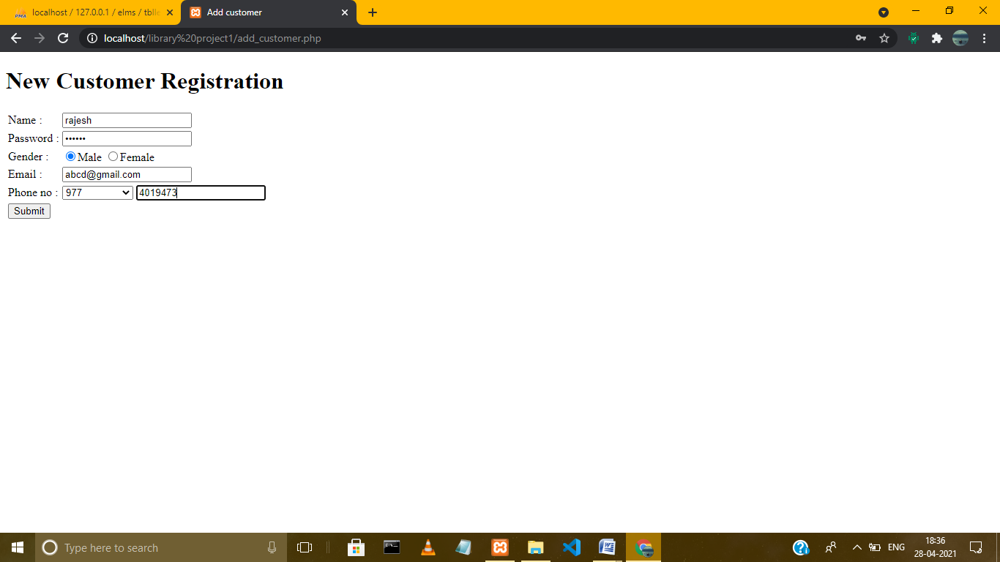 PMA localhost / 127.0.0.1 / elms / tblle
Add customer
localhost/library%20project1/add_customer.php
New Customer Registration
Name : rajesh
Password : ••••••
Gender : Male Female
Email : abcd@gmail.com
Phone no : 977 4019473
Submit
Type here to search
ENG
18:36
28-04-2021